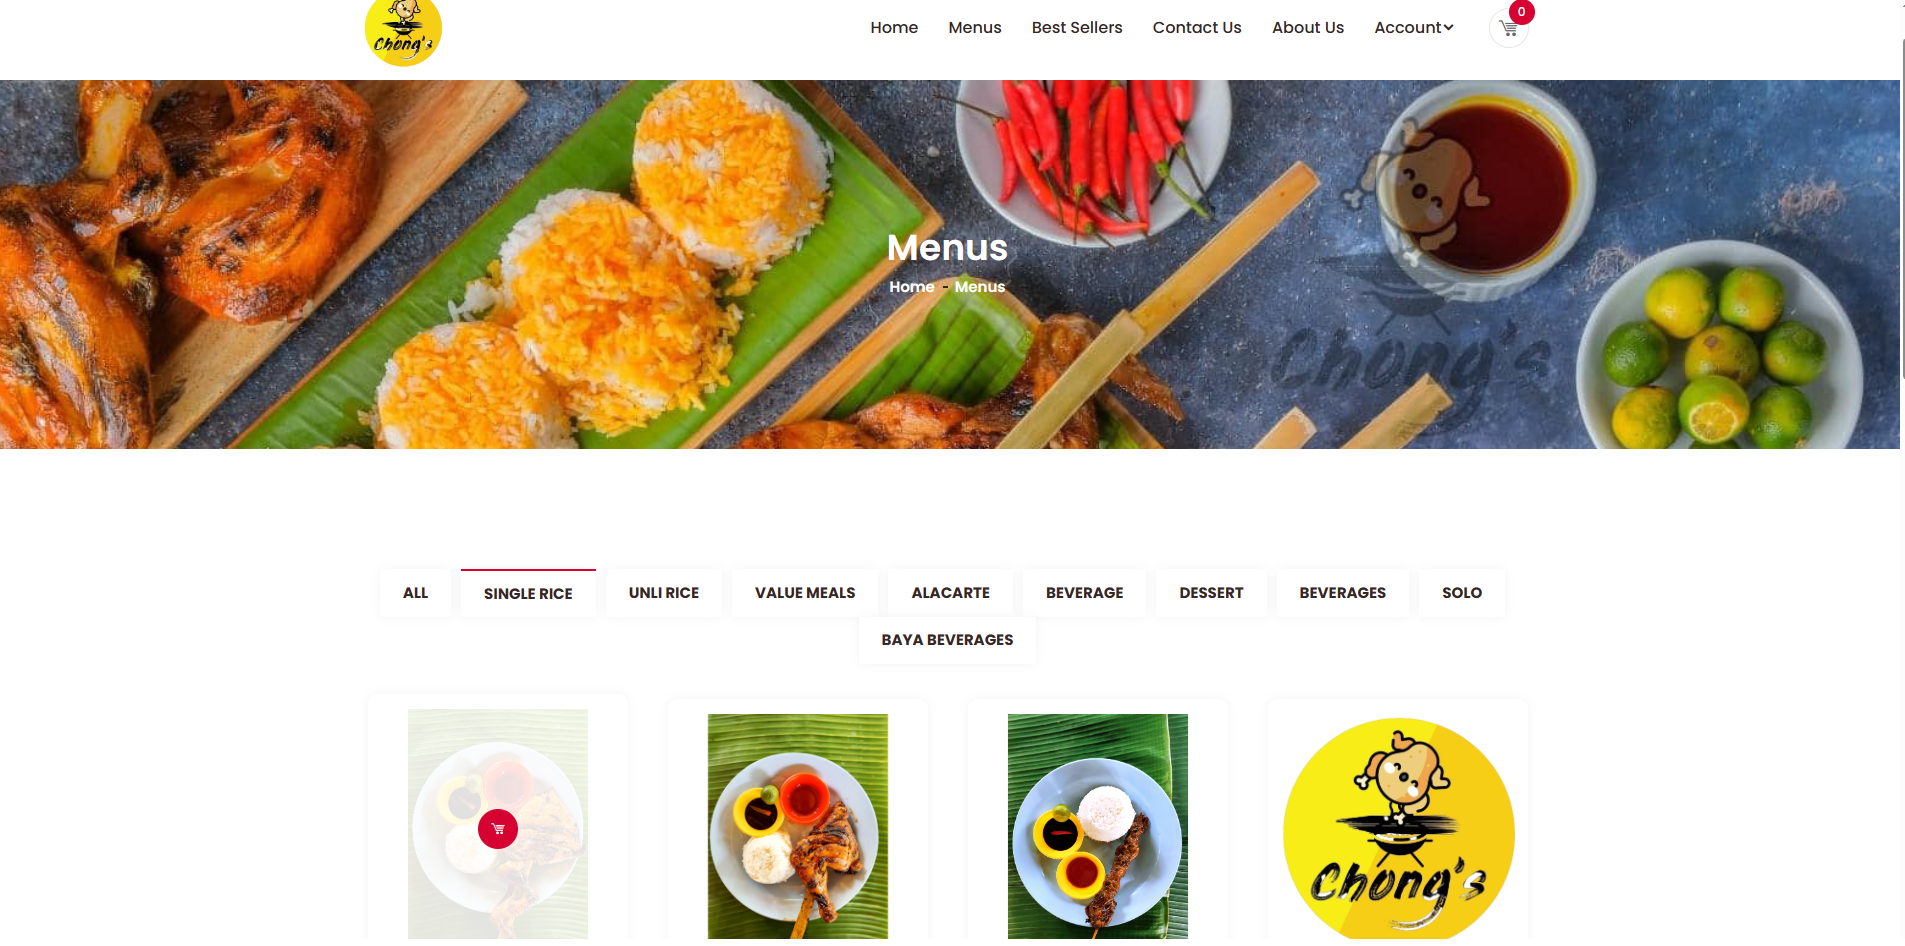 Chong's
Home Menus Best Sellers Contact Us About Us Account 0
Menus
Home - Menus
Chong's
ALL SINGLE RICE UNLI RICE VALUE MEALS ALACARTE BEVERAGE DESSERT BEVERAGES SOLO
BAYA BEVERAGES
Chong's